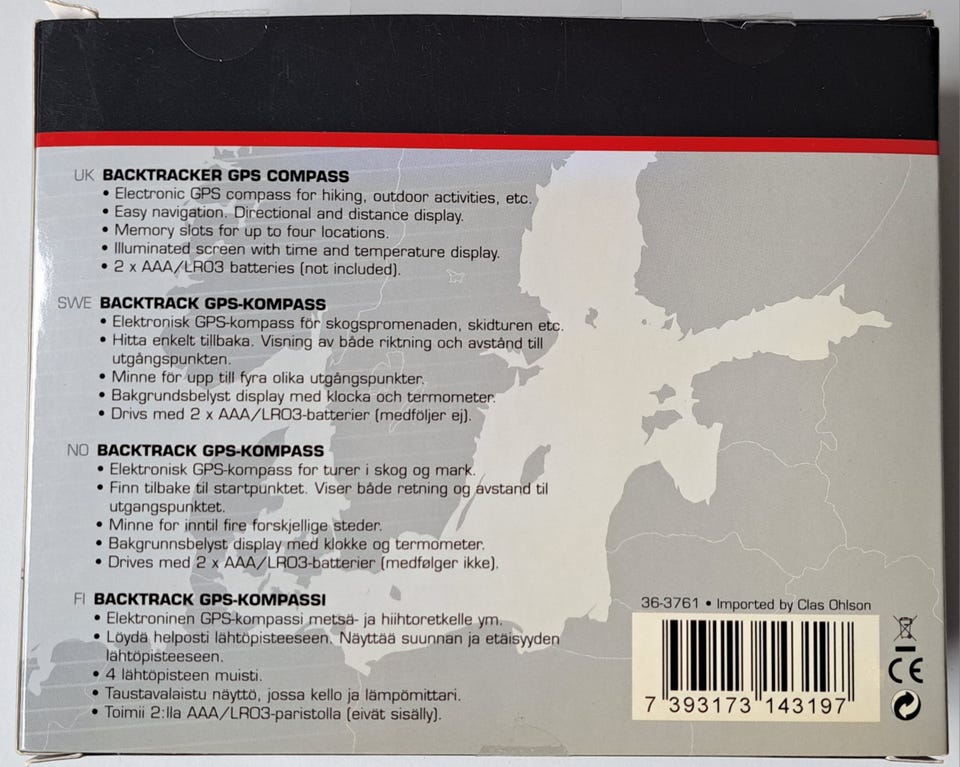 UK BACKTRACKER GPS COMPASS
• Electronic GPS compass for hiking, outdoor activities, etc.
• Easy navigation. Directional and distance display.
• Memory slots for up to four locations.
• Illuminated screen with time and temperature display.
• 2 x AAA/LR03 batteries (not included).
SWE BACKTRACK GPS-KOMPASS
• Elektronisk GPS-kompass för skogspromenaden, skidturen etc.
• Hitta enkelt tillbaka. Visning av både riktning och avstånd till
utgångspunkten.
• Minne för upp till fyra olika utgångspunkter.
• Bakgrundsbelyst display med klocka och termometer.
• Drivs med 2 x AAA/LR03-batterier (medföljer ej).
NO BACKTRACK GPS-KOMPASS
• Elektronisk GPS-kompass for turer i skog og mark.
• Finn tilbake til startpunktet. Viser både retning og avstand til
utgangspunktet.
• Minne for inntil fire forskjellige steder.
• Bakgrunnsbelyst display med klokke og termometer.
• Drives med 2 x AAA/LR03-batterier (medfølger ikke).
FI BACKTRACK GPS-KOMPASSI
• Elektroninen GPS-kompassi metsä- ja hiihtoretkelle ym.
• Löydä helposti lähtöpisteeseen. Näyttää suunnan ja etäisyyden
lähtöpisteeseen.
• 4 lähtöpisteen muisti.
• Taustavalaistu näyttö, jossa kello ja lämpömittari.
• Toimii 2:lla AAA/LR03-paristolla (eivät sisälly).
36-3761 • Imported by Clas Ohlson
7 393173 143197
CE